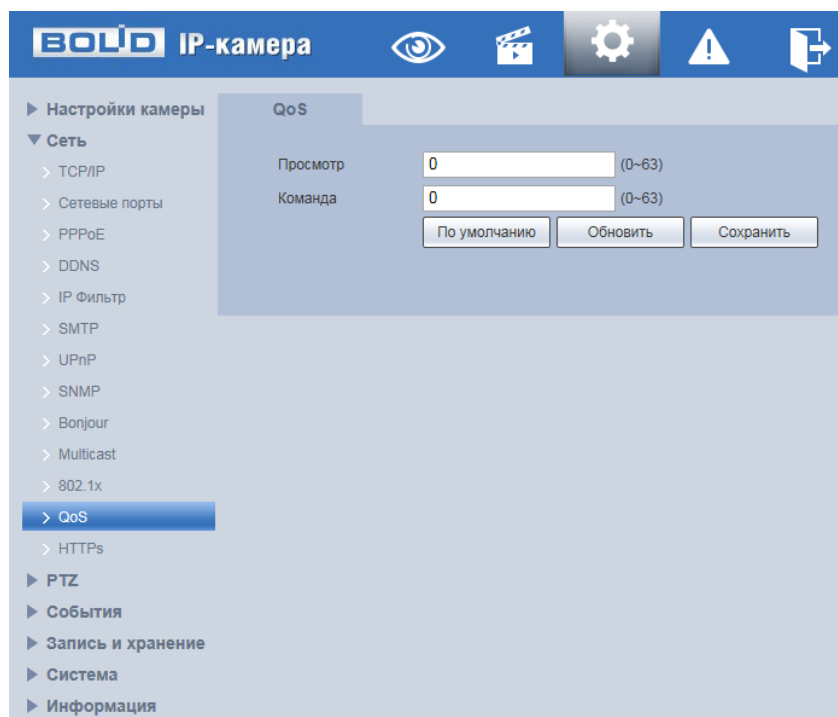 BOLID IP-камера
Настройки камеры
Сеть
TCP/IP
Сетевые порты
PPPoE
DDNS
IP Фильтр
SMTP
UPnP
SNMP
Bonjour
Multicast
802.1x
QoS
HTTPs
PTZ
События
Запись и хранение
Система
Информация
QoS
Просмотр 0 (0~63)
Команда 0 (0~63)
По умолчанию Обновить Сохранить